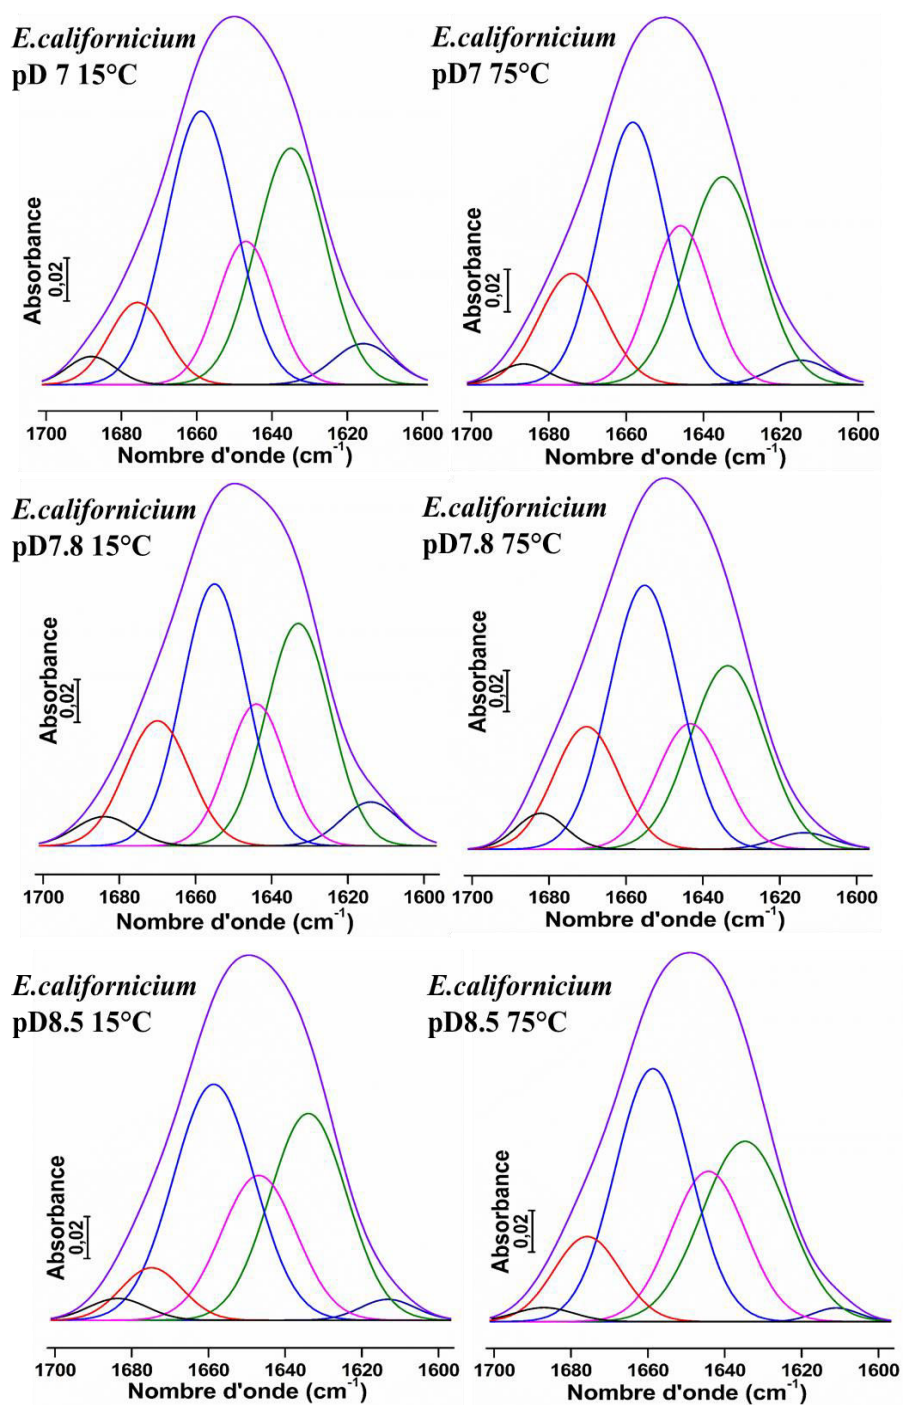 E.californicium
pD 7 15°C
Absorbance
0,02
1700 1680 1660 1640 1620 1600
Nombre d'onde (cm⁻¹)
E.californicium
pD7 75°C
Absorbance
0,02
1700 1680 1660 1640 1620 1600
Nombre d'onde (cm⁻¹)
E.californicium
pD7.8 15°C
Absorbance
0,02
1700 1680 1660 1640 1620 1600
Nombre d'onde (cm⁻¹)
E.californicium
pD7.8 75°C
Absorbance
0,02
1700 1680 1660 1640 1620 1600
Nombre d'onde (cm⁻¹)
E.californicium
pD8.5 15°C
Absorbance
0,02
1700 1680 1660 1640 1620 1600
Nombre d'onde (cm⁻¹)
E.californicium
pD8.5 75°C
Absorbance
0,02
1700 1680 1660 1640 1620 1600
Nombre d'onde (cm⁻¹)